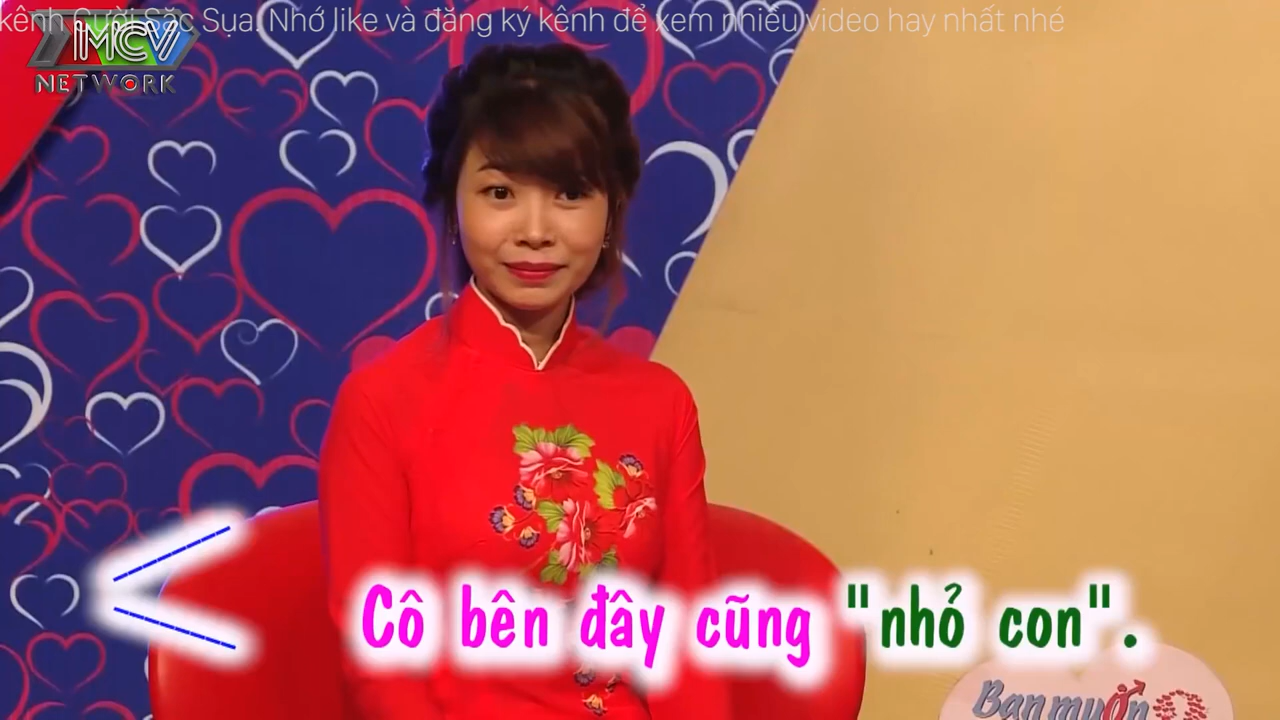 kênh Cười Sặc Sụa. Nhớ like và đăng ký kênh để xem nhiều video hay nhất nhé
MCV
NETWORK
Cô bên đây cũng "nhỏ con".
Bạn muốn